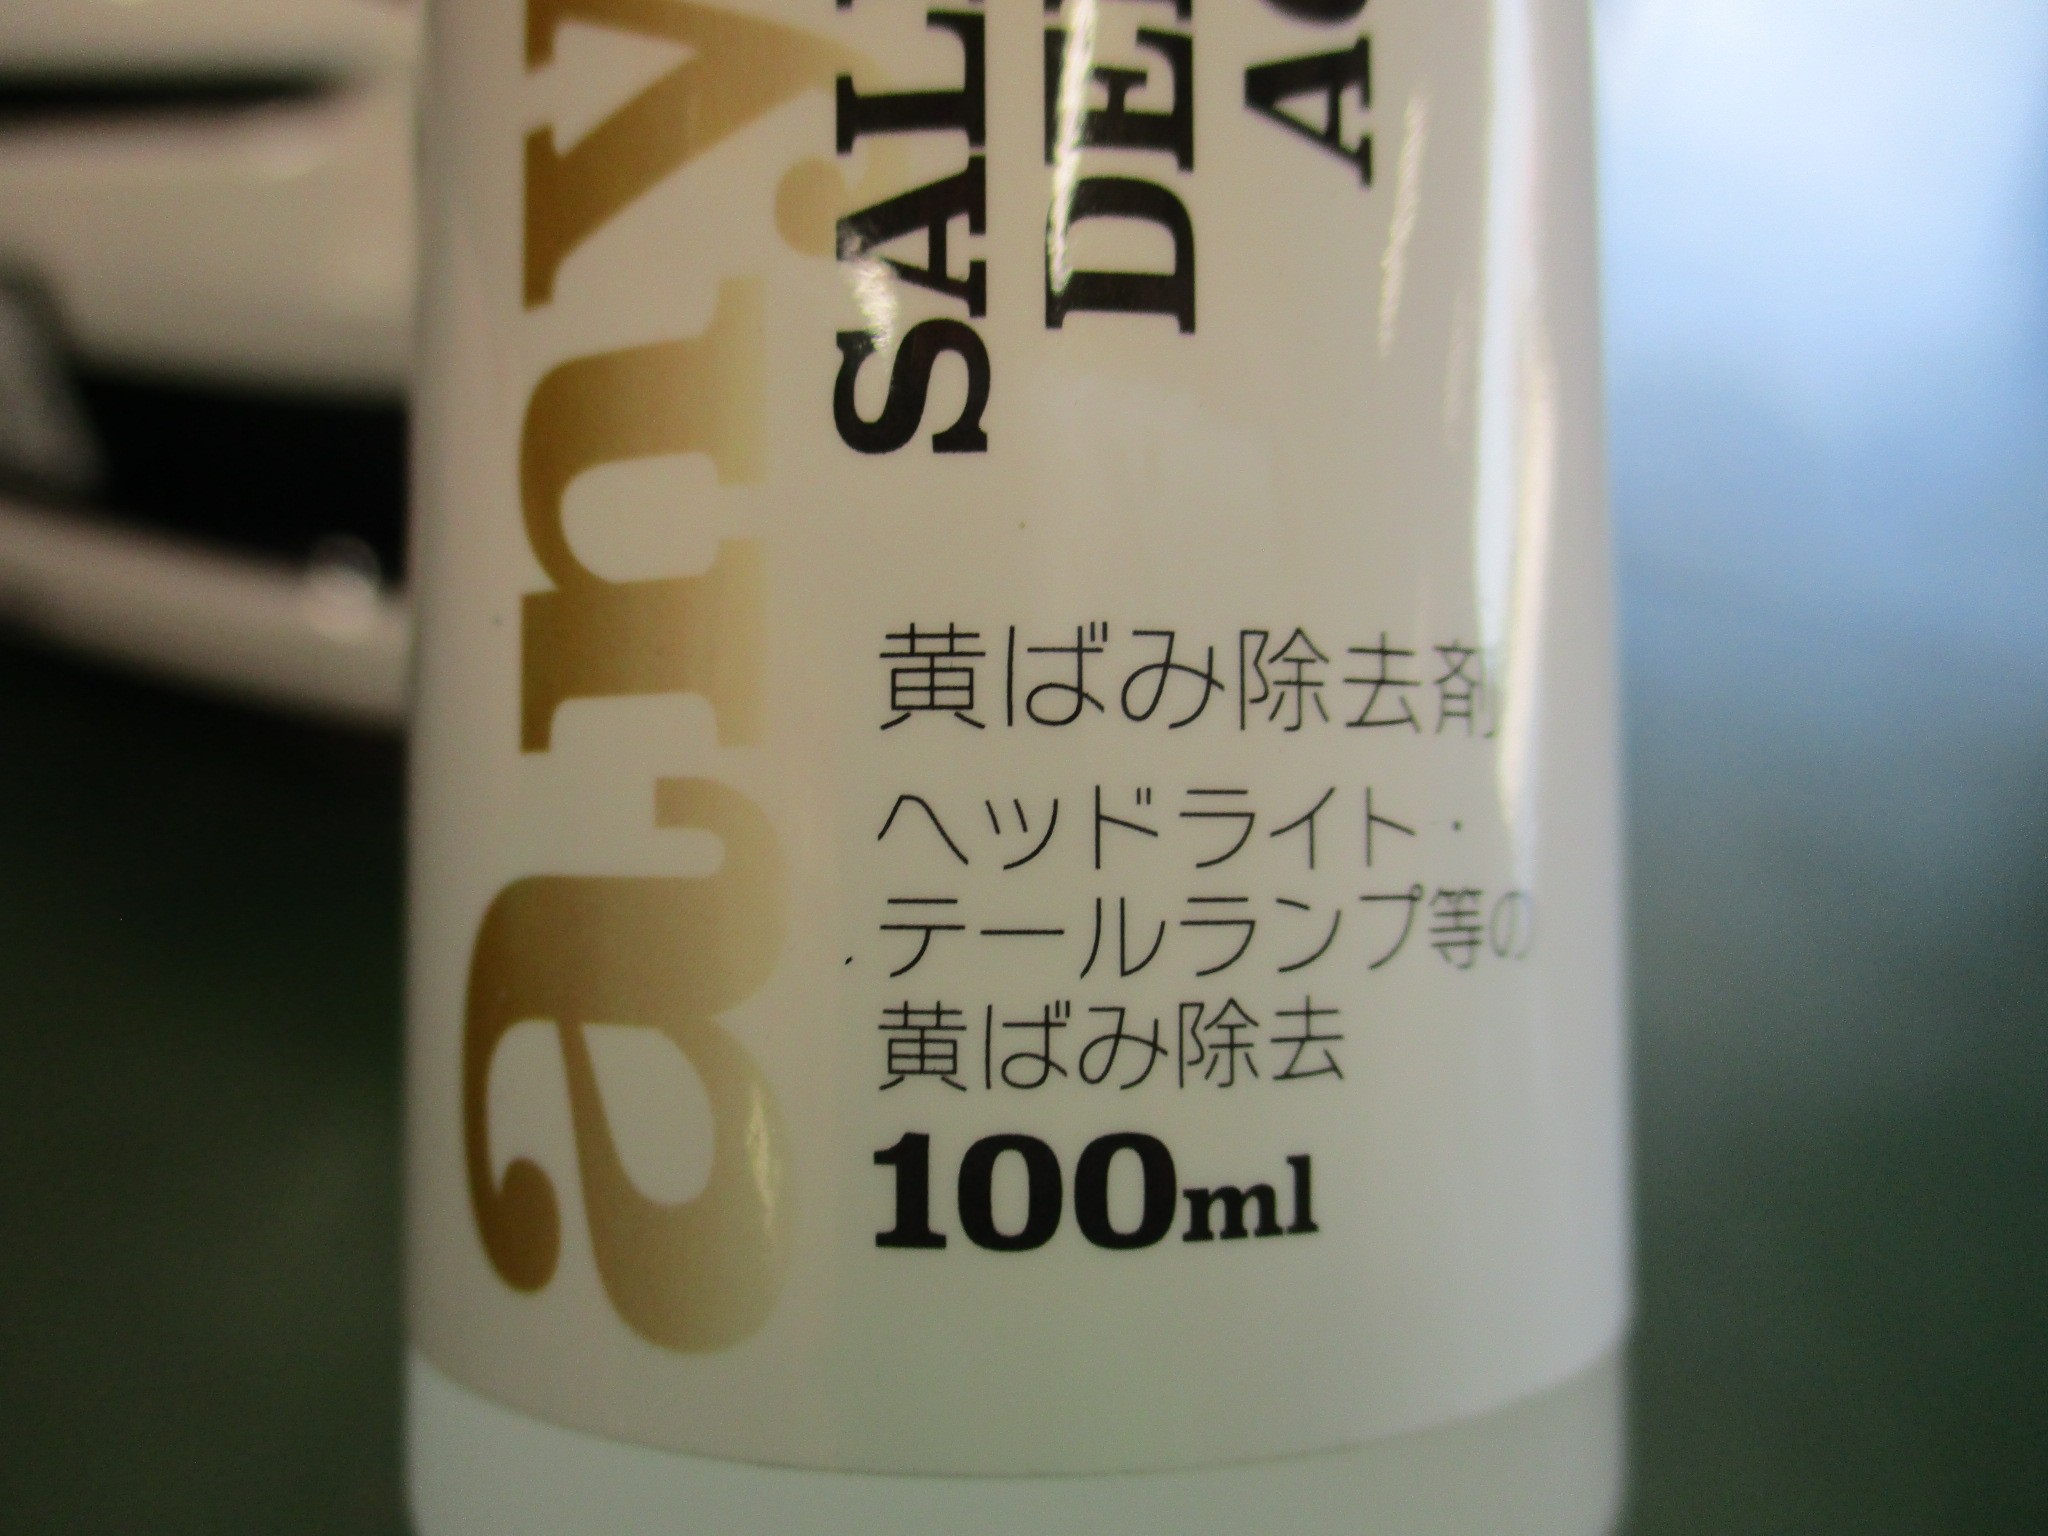 any
SAL
DE
A
黄ばみ除去剤
ヘッドライト・
テールランプ等の
黄ばみ除去
100ml